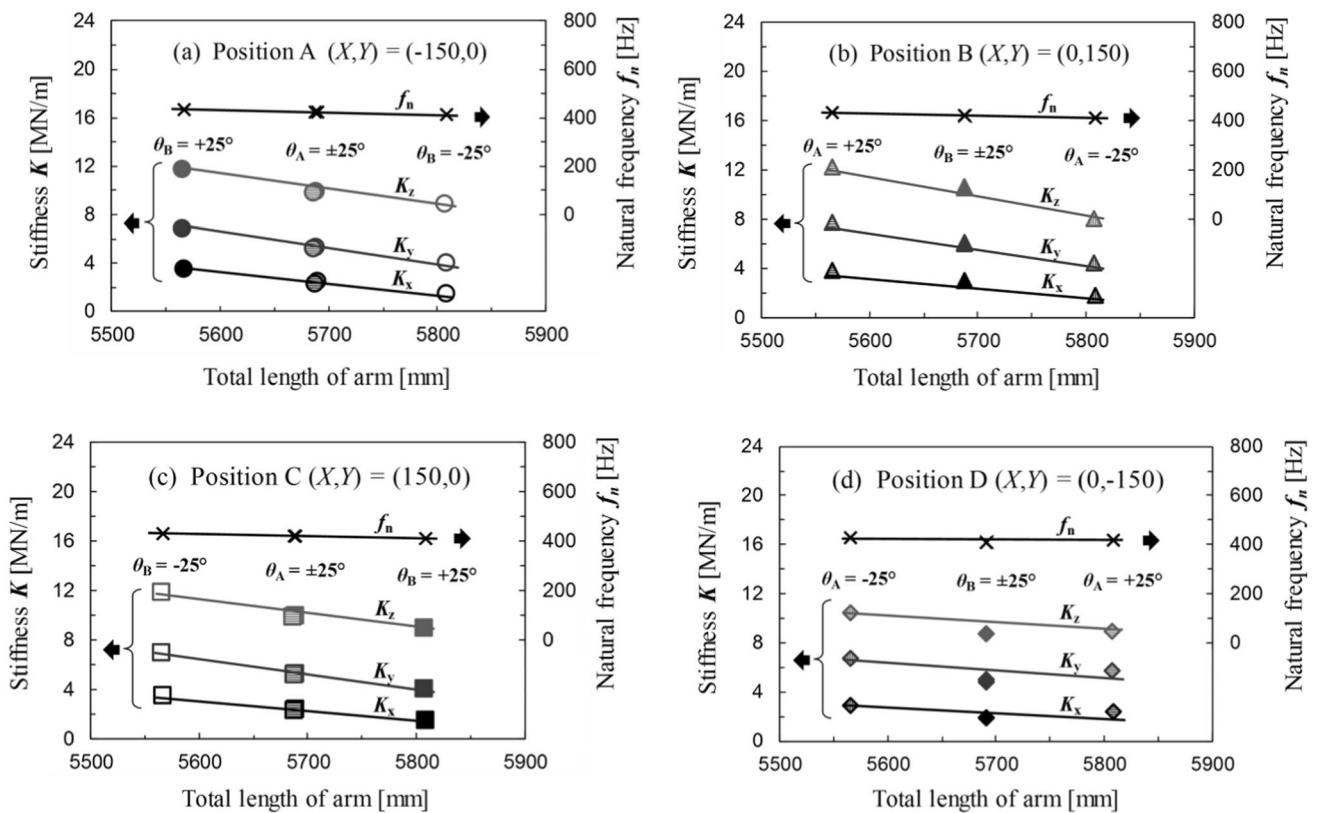 (a) Position A (X,Y) = (-150,0)
Stiffness K [MN/m]
24
20
16
12
8
4
0
800
600
400
200
0
Natural frequency fn [Hz]
fn
θB = +25°
θA = ±25°
θB = -25°
Kz
Ky
Kx
5500 5600 5700 5800 5900
Total length of arm [mm]
(b) Position B (X,Y) = (0,150)
Stiffness K [MN/m]
24
20
16
12
8
4
0
800
600
400
200
0
Natural frequency fn [Hz]
fn
θA = +25°
θB = ±25°
θA = -25°
Kz
Ky
Kx
5500 5600 5700 5800 5900
Total length of arm [mm]
(c) Position C (X,Y) = (150,0)
Stiffness K [MN/m]
24
20
16
12
8
4
0
800
600
400
200
0
Natural frequency fn [Hz]
fn
θB = -25°
θA = ±25°
θB = +25°
Kz
Ky
Kx
5500 5600 5700 5800 5900
Total length of arm [mm]
(d) Position D (X,Y) = (0,-150)
Stiffness K [MN/m]
24
20
16
12
8
4
0
800
600
400
200
0
Natural frequency fn [Hz]
fn
θA = -25°
θB = ±25°
θA = +25°
Kz
Ky
Kx
5500 5600 5700 5800 5900
Total length of arm [mm]